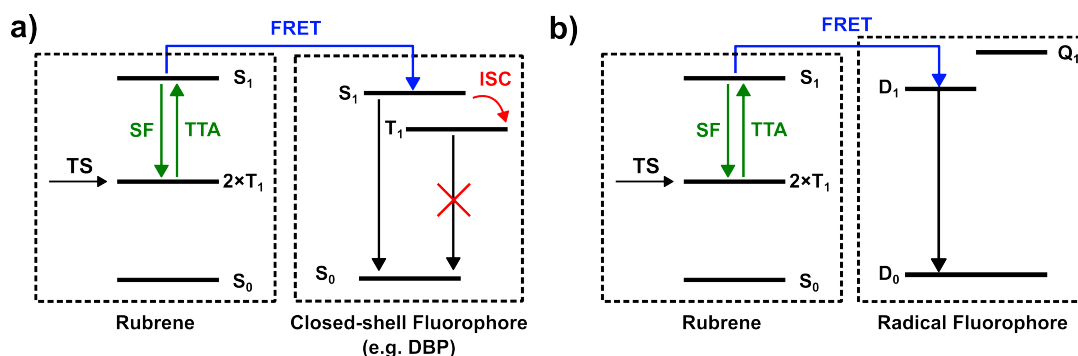 a)
FRET
S₁
SF
TTA
TS
2×T₁
S₀
Rubrene
S₁
ISC
T₁
S₀
Closed-shell Fluorophore
(e.g. DBP)
b)
FRET
S₁
SF
TTA
TS
2×T₁
S₀
Rubrene
Q₁
D₁
D₀
Radical Fluorophore